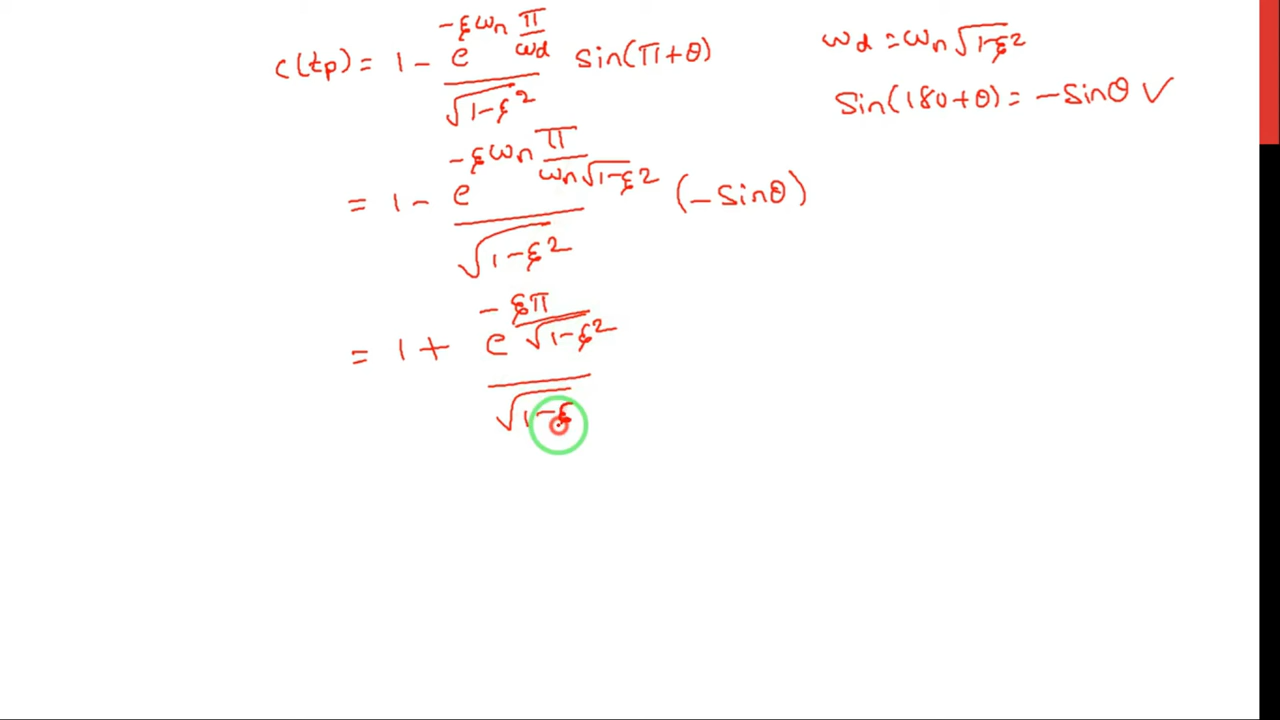 c(tp) = 1 - e^(-ξωn π/ωd) / √(1-ξ²) sin(π+θ)
ωd = ωn √(1-ξ²)
sin(180+θ) = -sinθ ✓
= 1 - e^(-ξωn π/(ωn√(1-ξ²))) / √(1-ξ²) (-sinθ)
= 1 + e^(-ξπ/√(1-ξ²)) / √(1-ξ)